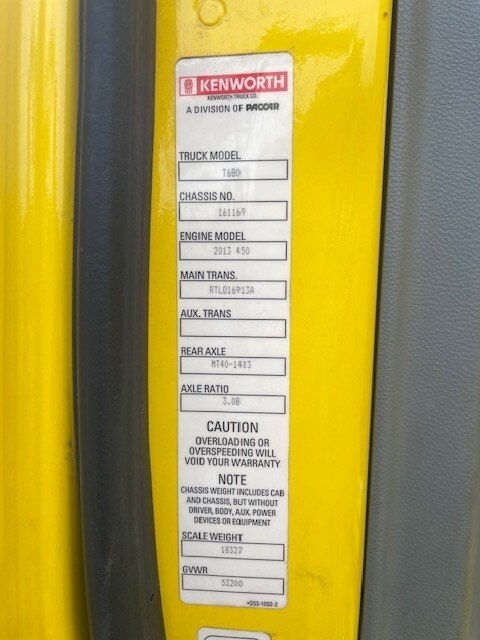 KENWORTH
KENWORTH TRUCK CO.
A DIVISION OF PACCAR
TRUCK MODEL
T680
CHASSIS NO.
161169
ENGINE MODEL
2013 450
MAIN TRANS.
RTLO16913A
AUX. TRANS
REAR AXLE
MT40-14X3
AXLE RATIO
3.08
CAUTION
OVERLOADING OR
OVERSPEEDING WILL
VOID YOUR WARRANTY
NOTE
CHASSIS WEIGHT INCLUDES CAB
AND CHASSIS, BUT WITHOUT
DRIVER, BODY, AUX. POWER
DEVICES OR EQUIPMENT
SCALE WEIGHT
18327
GVWR
53200
•S53-1092-2